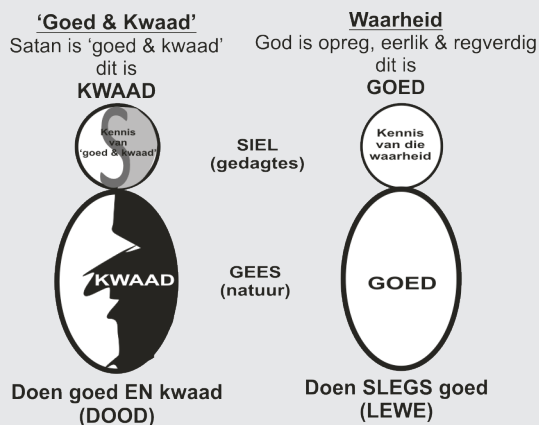 ‘Goed & Kwaad’
Satan is ‘goed & kwaad’
dit is
KWAAD
Kennis
van
‘goed & kwaad’
S
KWAAD
Doen goed EN kwaad
(DOOD)
SIEL
(gedagtes)
GEES
(natuur)
Waarheid
God is opreg, eerlik & regverdig
dit is
GOED
Kennis
van die
waarheid
GOED
Doen SLEGS goed
(LEWE)